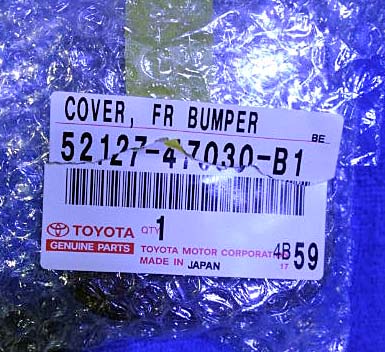 COVER, FR BUMPER
BE
52127-47030-B1
TOYOTA
GENUINE PARTS
QTY 1
TOYOTA MOTOR CORPORATION
MADE IN JAPAN
4B 59
17